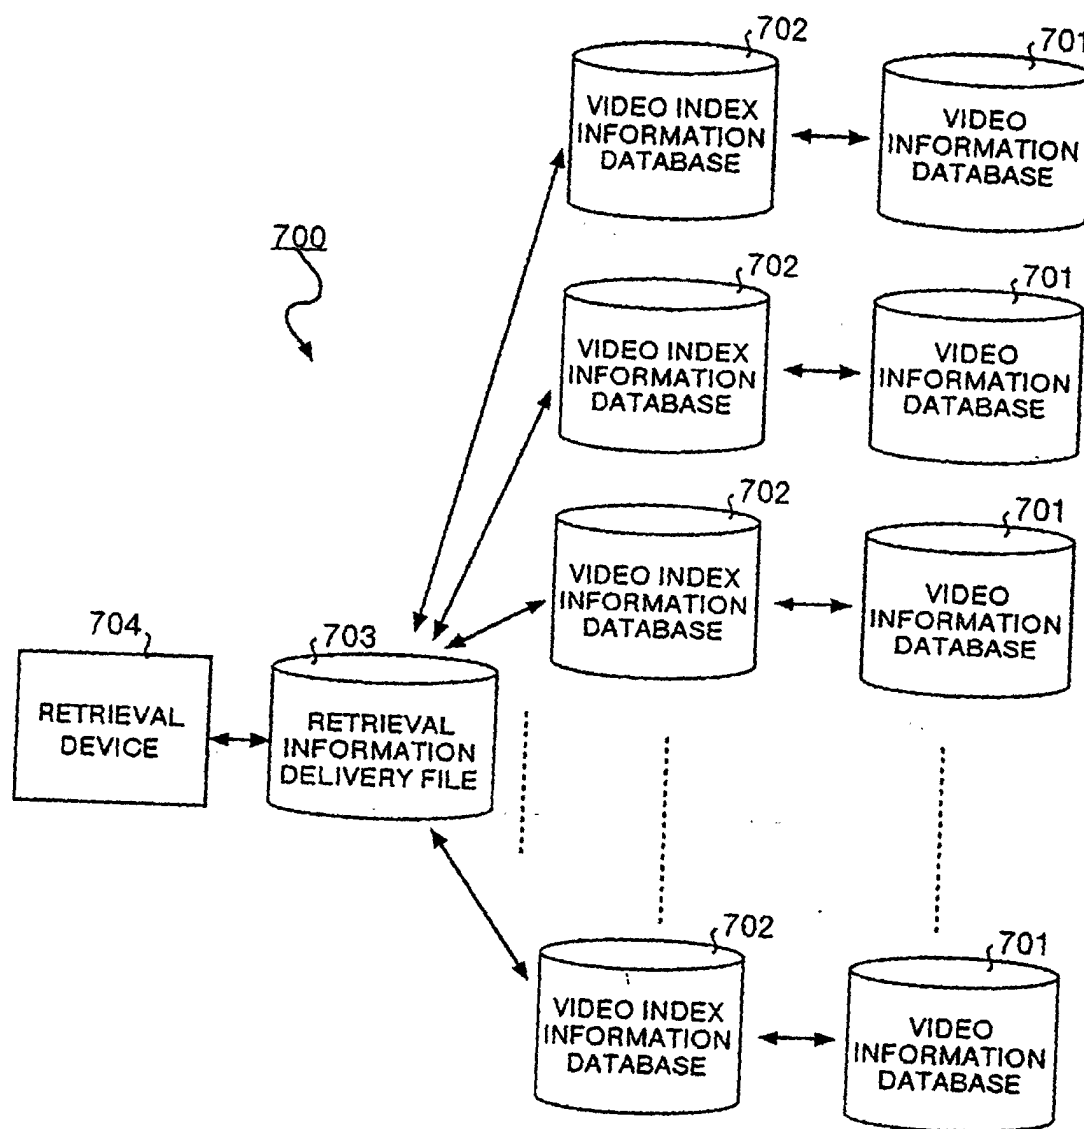 702
701
VIDEO INDEX
INFORMATION
DATABASE
VIDEO
INFORMATION
DATABASE
700
702
701
VIDEO INDEX
INFORMATION
DATABASE
VIDEO
INFORMATION
DATABASE
702
701
VIDEO INDEX
INFORMATION
DATABASE
VIDEO
INFORMATION
DATABASE
704
703
RETRIEVAL
DEVICE
RETRIEVAL
INFORMATION
DELIVERY FILE
702
701
VIDEO INDEX
INFORMATION
DATABASE
VIDEO
INFORMATION
DATABASE